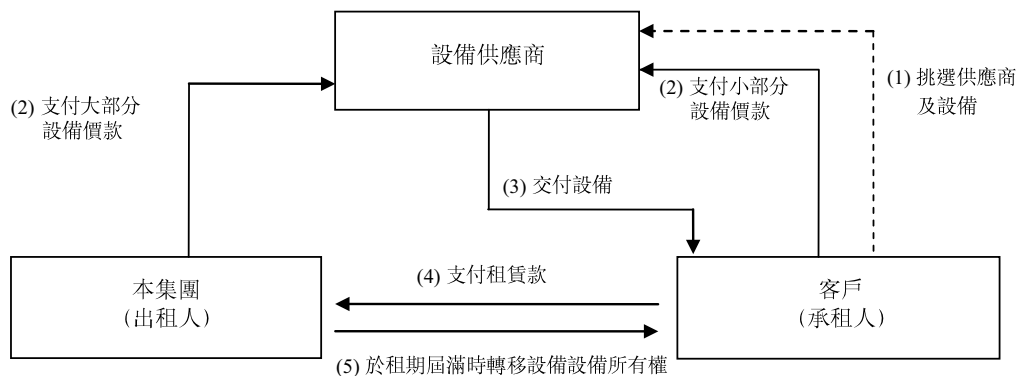 設備供應商
(1) 挑選供應商
及設備
(2) 支付大部分
設備價款
(2) 支付小部分
設備價款
(3) 交付設備
本集團
（出租人）
(4) 支付租賃款
客戶
（承租人）
(5) 於租期屆滿時轉移設備設備所有權